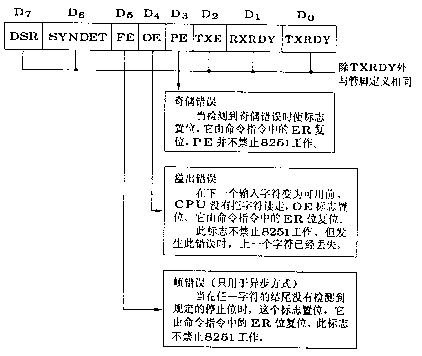 D₇ D₆ D₅ D₄ D₃ D₂ D₁ D₀
DSR SYNDET FE OE PE TXE RXRDY TXRDY
除TXRDY外
与管脚定义相同
奇偶错误
当检测到奇偶错误时使标志
置位,它由命令指令中的ER复
位,PE并不禁止8251工作。
溢出错误
在下一个输入字符变为可用前,
CPU没有把字符读走,OE标志置
位。它由命令指令中的ER位复位。
此标志不禁止8251工作,但发
生此错误时,上一个字符已经丢失。
帧错误(只用于异步方式)
当在任一字符的结尾没有检测到
规定的停止位时,这个标志置位,它
由命令指令中的ER位复位,此标志
不禁止8251工作。